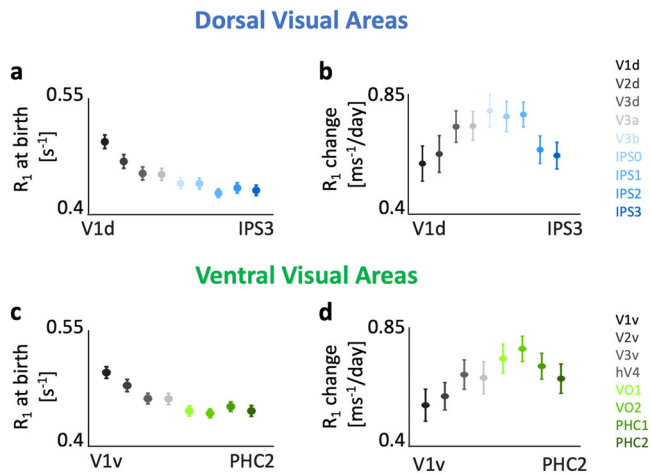 Dorsal Visual Areas
a
R₁ at birth
[s⁻¹]
0.55
0.4
V1d
IPS3
b
R₁ change
[ms⁻¹/day]
0.85
0.4
V1d
IPS3
V1d
V2d
V3d
V3a
V3b
IPS0
IPS1
IPS2
IPS3
Ventral Visual Areas
c
R₁ at birth
[s⁻¹]
0.55
0.4
V1v
PHC2
d
R₁ change
[ms⁻¹/day]
0.85
0.4
V1v
PHC2
V1v
V2v
V3v
hV4
VO1
VO2
PHC1
PHC2